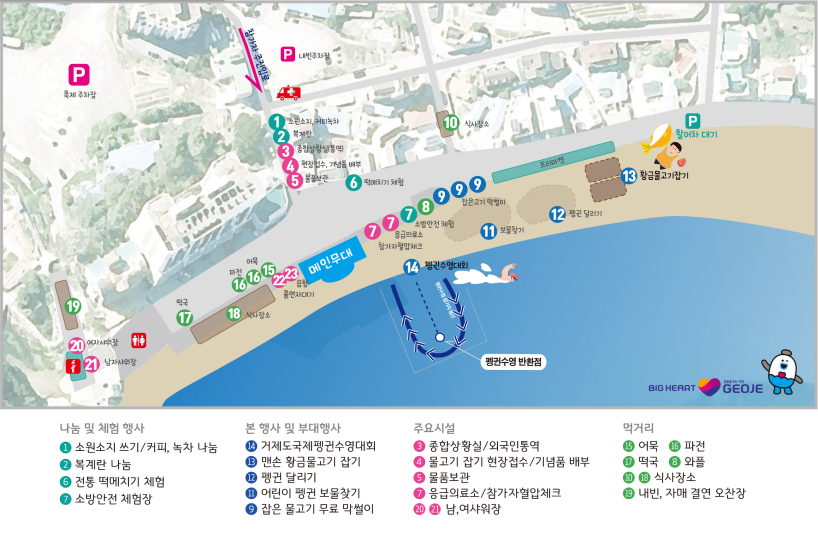 참가차 주진입로
P
내빈주차장
P
축제 주차장
1 소원소지, 커피녹차
2 복계란
3 종합상황실(통역)
4 현장접수, 기념품 배부
5 물품보관
6 떡메치기 체험
10 식사장소
P
활어차 대기
프리마켓
13 황금물고기잡기
7 7 7 8 9 9 9
잡은고기 막썰이
소방안전 체험
응급의료소
참가자혈압체크
12 펭귄 달리기
11 보물찾기
메인무대
14 펭귄수영대회
펭귄수영 반환점
어묵
파전
16 16 15 22 23
음향
출연자대기
떡국
17
18 식사장소
19
20 여자샤워장
21 남자샤워장
BIG HEART GEOJE
나눔 및 체험 행사
1 소원소지 쓰기/커피, 녹차 나눔
2 복계란 나눔
6 전통 떡메치기 체험
7 소방안전 체험장
본 행사 및 부대행사
14 거제도국제펭귄수영대회
13 맨손 황금물고기 잡기
12 펭귄 달리기
11 어린이 펭귄 보물찾기
9 잡은 물고기 무료 막썰이
주요시설
3 종합상황실/외국인통역
4 물고기 잡기 현장접수/기념품 배부
5 물품보관
7 응급의료소/참가자혈압체크
20 21 남,여샤워장
먹거리
15 어묵 16 파전
17 떡국 8 와플
10 18 식사장소
19 내빈, 자매 결연 오찬장